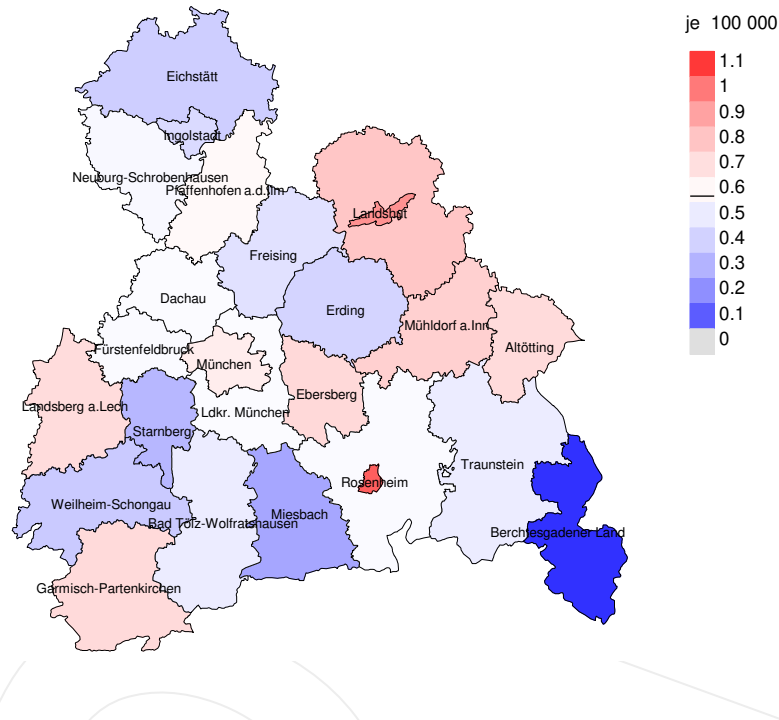 je 100 000
1.1
1
0.9
0.8
0.7
0.6
0.5
0.4
0.3
0.2
0.1
0
Eichstätt
Ingolstadt
Neuburg-Schrobenhausen
Pfaffenhofen a.d.Ilm
Landshut
Freising
Dachau
Erding
Mühldorf a.Inn
Altötting
Fürstenfeldbruck
München
Ebersberg
Landsberg a.Lech
Ldkr. München
Starnberg
Traunstein
Rosenheim
Weilheim-Schongau
Miesbach
Bad Tölz-Wolfratshausen
Berchtesgadener Land
Garmisch-Partenkirchen